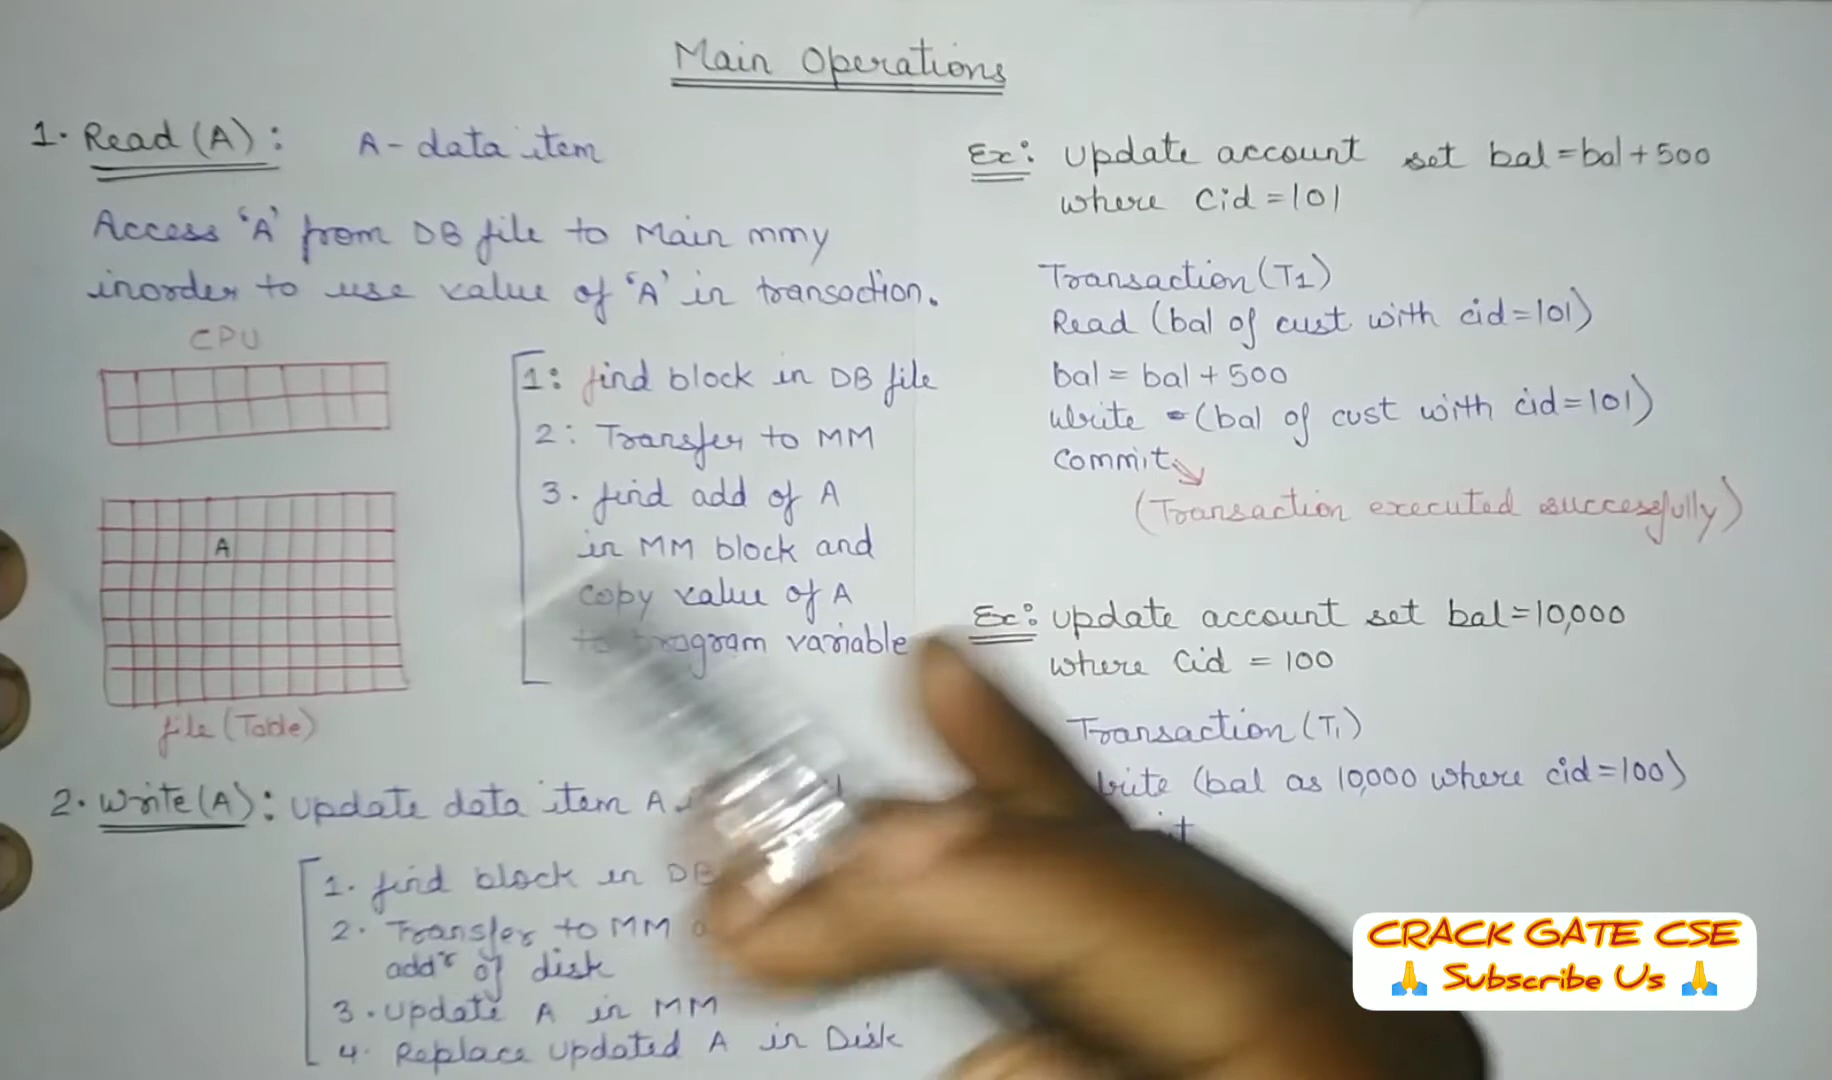 Main Operations
1. Read (A) : A - data item
Access 'A' from DB file to Main mmy
inorder to use value of 'A' in transaction.
CPU
A
file (Table)
1: find block in DB file
2: Transfer to MM
3. find add of A
in MM block and
copy value of A
to program variable
2. Write (A) : Update data item A
1. find block in DB
2. Transfer to MM
addr of disk
3. Update A in MM
4. Replace updated A in Disk
Ex: Update account set bal = bal + 500
where Cid = 101
Transaction (T1)
Read (bal of cust with cid = 101)
bal = bal + 500
Write - (bal of cust with cid = 101)
Commit
(Transaction executed successfully)
Ex: Update account set bal = 10,000
where Cid = 100
Transaction (T1)
(bal as 10,000 where cid = 100)
CRACK GATE CSE
🙏 Subscribe Us 🙏